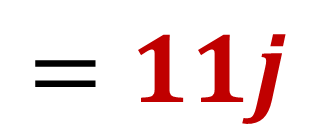 = 11j